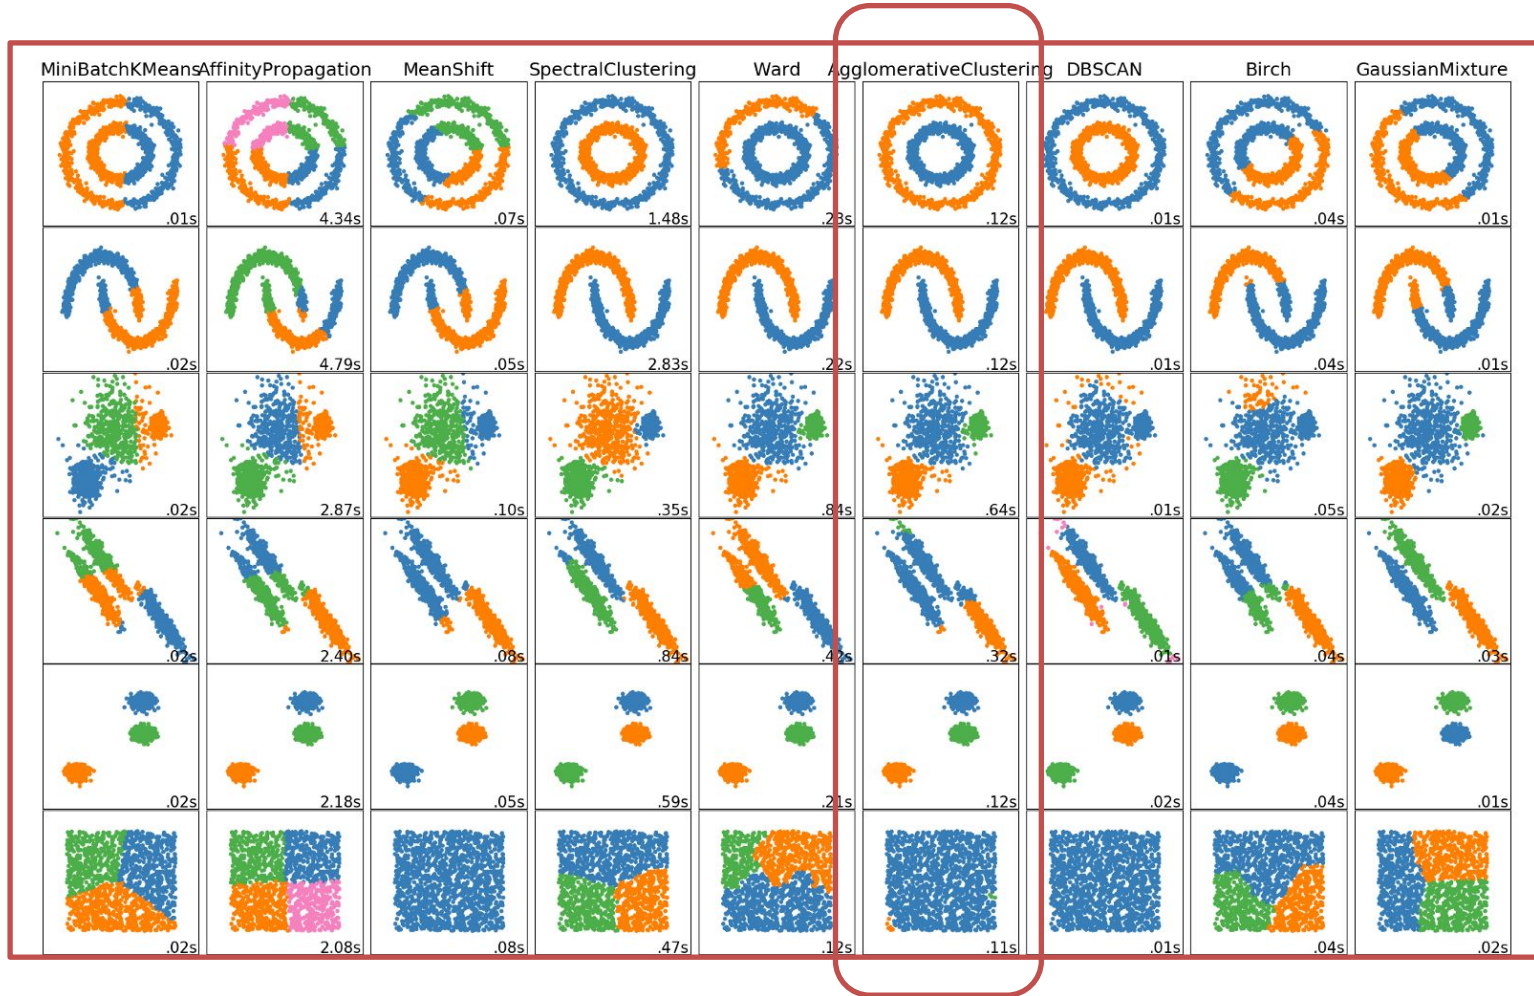 MiniBatchKMeans AffinityPropagation MeanShift SpectralClustering Ward AgglomerativeClustering DBSCAN Birch GaussianMixture
.01s 4.34s .07s 1.48s .23s .12s .01s .04s .01s
.02s 4.79s .05s 2.83s .22s .12s .01s .04s .01s
.02s 2.87s .10s .35s .84s .64s .01s .05s .02s
.02s 2.40s .08s .84s .42s .32s .01s .04s .03s
.02s 2.18s .05s .59s .21s .12s .02s .04s .01s
.02s 2.08s .08s .47s .12s .11s .01s .04s .02s